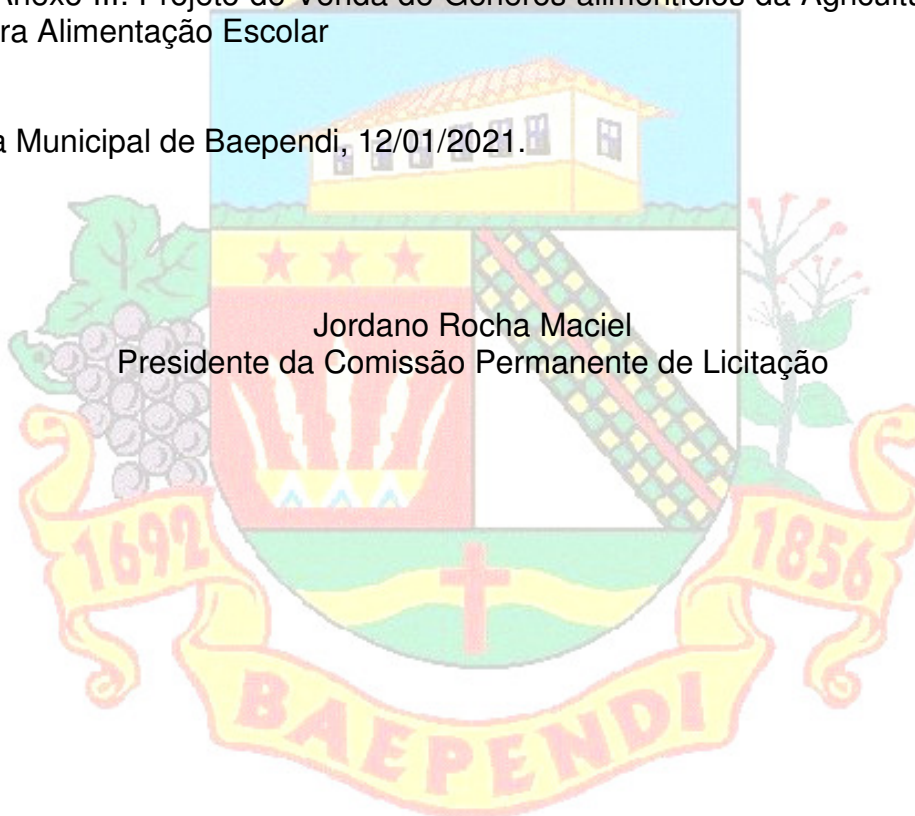 Anexo III: Projeto de Venda de Gêneros alimentícios da
ra Alimentação Escolar
a Municipal de Baependi, 12/01/2021.
Jordano Rocha Maciel
Presidente da Comissão Permanente de Licitação
1692
1856
BAEPENDI